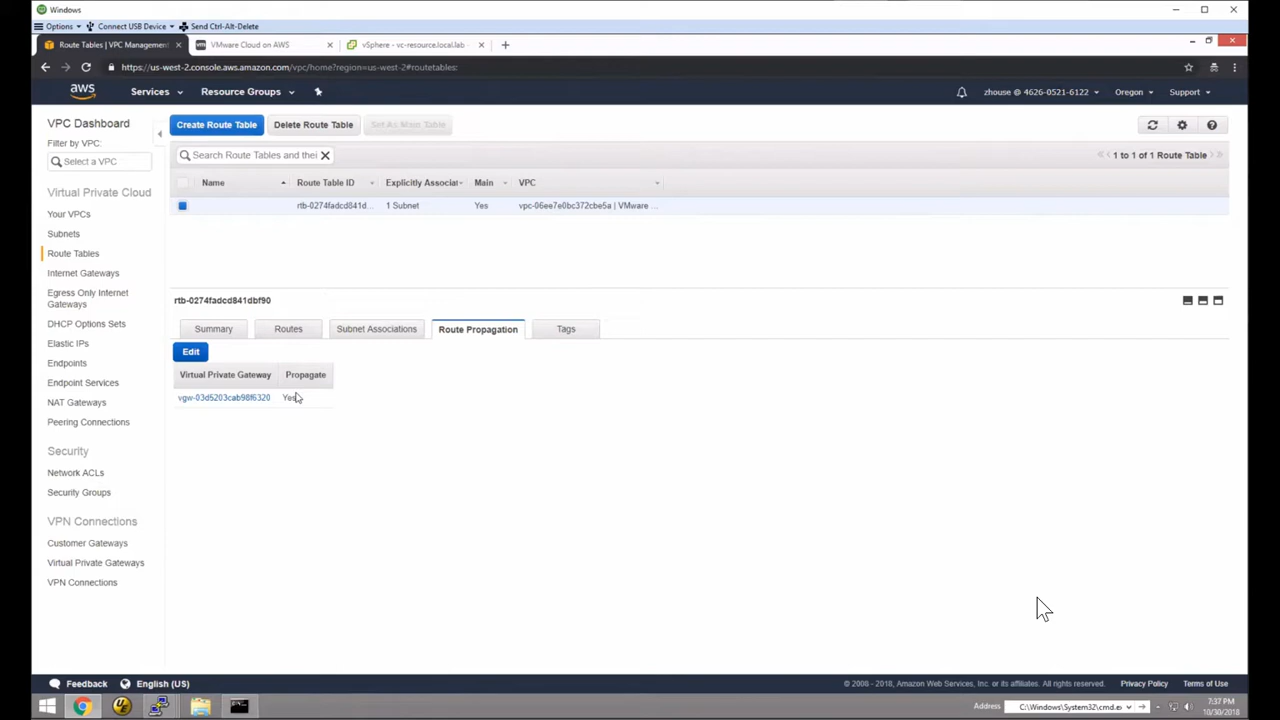 Windows
Options Connect USB Device Send Ctrl-Alt-Delete
Route Tables | VPC Management VMware Cloud on AWS vSphere - vc-resource.local.lab
https://us-west-2.console.aws.amazon.com/vpc/home?region=us-west-2#routetables:
aws Services Resource Groups zhouse @ 4626-0521-6122 Oregon Support
VPC Dashboard
Filter by VPC:
Select a VPC
Virtual Private Cloud
Your VPCs
Subnets
Route Tables
Internet Gateways
Egress Only Internet
Gateways
DHCP Options Sets
Elastic IPs
Endpoints
Endpoint Services
NAT Gateways
Peering Connections
Security
Network ACLs
Security Groups
VPN Connections
Customer Gateways
Virtual Private Gateways
VPN Connections
Create Route Table Delete Route Table Set As Main Table
Search Route Tables and thei
1 to 1 of 1 Route Table
Name Route Table ID Explicitly Associat Main VPC
rtb-0274fadcd841d... 1 Subnet Yes vpc-06ee7e0bc372cbe5a | VMware ...
rtb-0274fadcd841dbf90
Summary Routes Subnet Associations Route Propagation Tags
Edit
Virtual Private Gateway Propagate
vgw-03d5203cab98f6320 Yes
Feedback English (US) © 2008 - 2018, Amazon Web Services, Inc. or its affiliates. All rights reserved. Privacy Policy Terms of Use
Address C:\Windows\System32\cmd.e 7:37 PM
10/30/2018